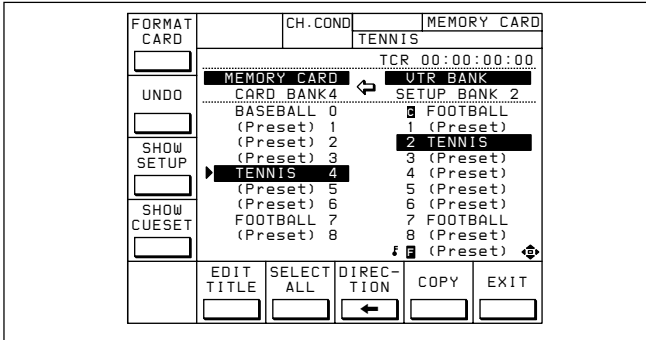 FORMAT CARD
CH.COND
MEMORY CARD
TENNIS
TCR 00:00:00:00
MEMORY CARD
VTR BANK
CARD BANK4
SETUP BANK 2
UNDO
BASEBALL 0
C FOOTBALL
(Preset) 1
1 (Preset)
(Preset) 2
2 TENNIS
(Preset) 3
3 (Preset)
TENNIS 4
4 (Preset)
(Preset) 5
5 (Preset)
(Preset) 6
6 (Preset)
FOOTBALL 7
7 FOOTBALL
(Preset) 8
8 (Preset)
F (Preset)
SHOW SETUP
SHOW CUESET
EDIT TITLE
SELECT ALL
DIREC-
TION
COPY
EXIT